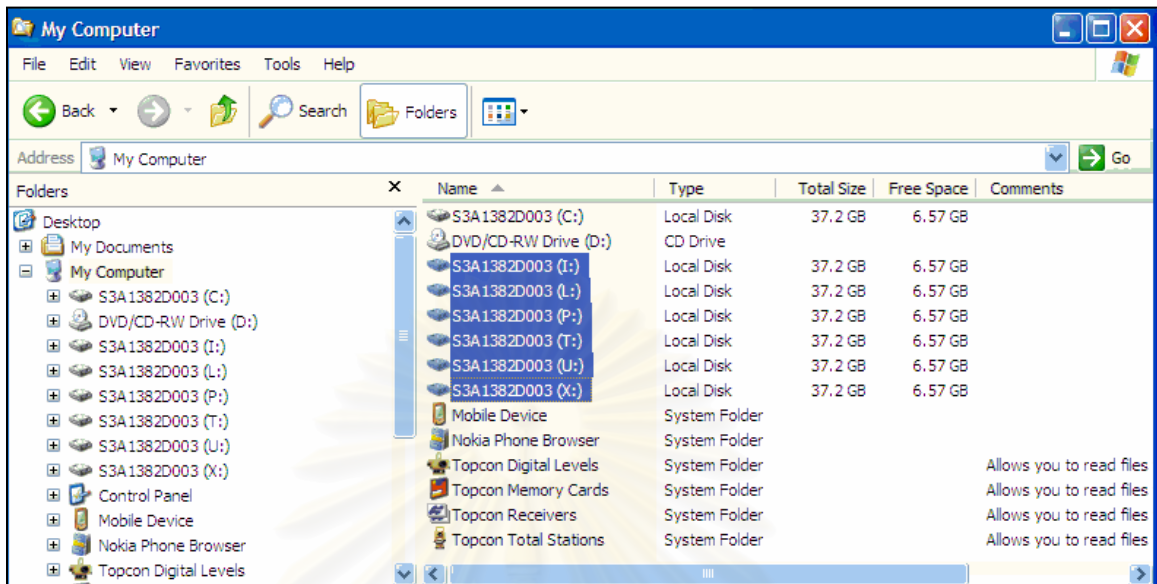 My Computer
File Edit View Favorites Tools Help
Back Search Folders
Address My Computer Go
Folders
Desktop
My Documents
My Computer
S3A1382D003 (C:)
DVD/CD-RW Drive (D:)
S3A1382D003 (I:)
S3A1382D003 (L:)
S3A1382D003 (P:)
S3A1382D003 (T:)
S3A1382D003 (U:)
S3A1382D003 (X:)
Control Panel
Mobile Device
Nokia Phone Browser
Topcon Digital Levels
Name Type Total Size Free Space Comments
S3A1382D003 (C:) Local Disk 37.2 GB 6.57 GB
DVD/CD-RW Drive (D:) CD Drive
S3A1382D003 (I:) Local Disk 37.2 GB 6.57 GB
S3A1382D003 (L:) Local Disk 37.2 GB 6.57 GB
S3A1382D003 (P:) Local Disk 37.2 GB 6.57 GB
S3A1382D003 (T:) Local Disk 37.2 GB 6.57 GB
S3A1382D003 (U:) Local Disk 37.2 GB 6.57 GB
S3A1382D003 (X:) Local Disk 37.2 GB 6.57 GB
Mobile Device System Folder
Nokia Phone Browser System Folder
Topcon Digital Levels System Folder Allows you to read files
Topcon Memory Cards System Folder Allows you to read files
Topcon Receivers System Folder Allows you to read files
Topcon Total Stations System Folder Allows you to read files